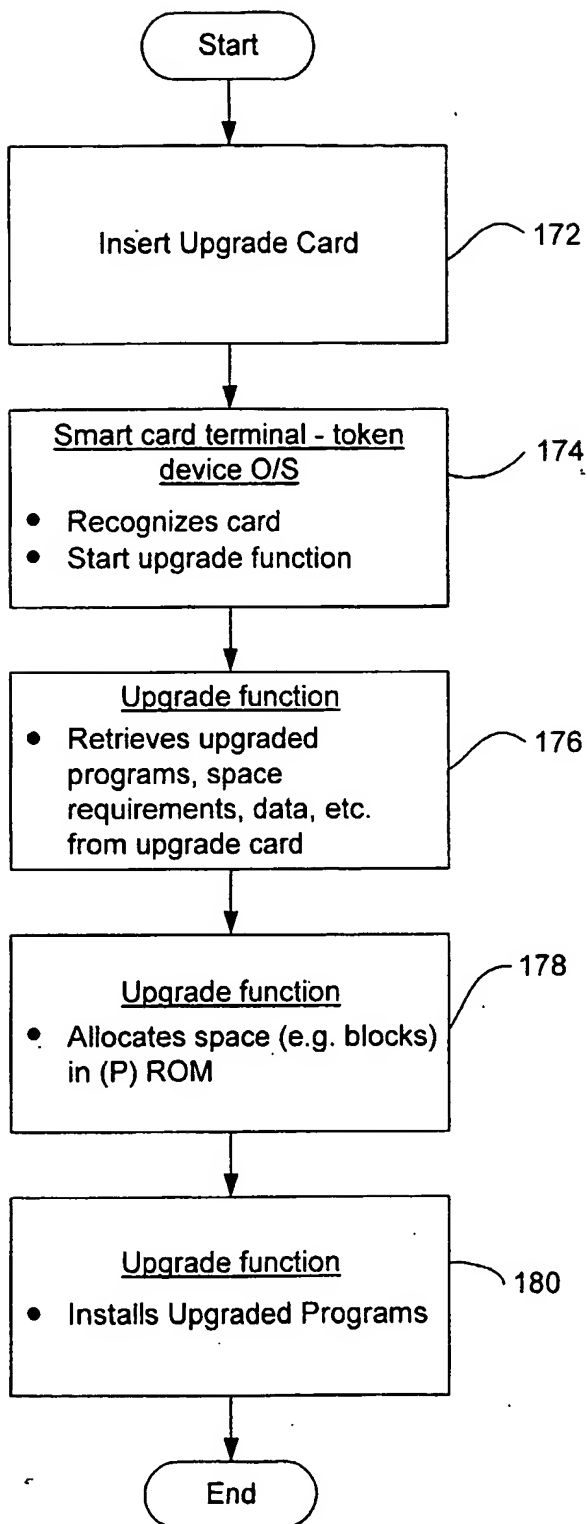 Start
Insert Upgrade Card
172
Smart card terminal - token
device O/S
• Recognizes card
• Start upgrade function
174
Upgrade function
• Retrieves upgraded
programs, space
requirements, data, etc.
from upgrade card
176
Upgrade function
• Allocates space (e.g. blocks)
in (P) ROM
178
Upgrade function
• Installs Upgraded Programs
180
End